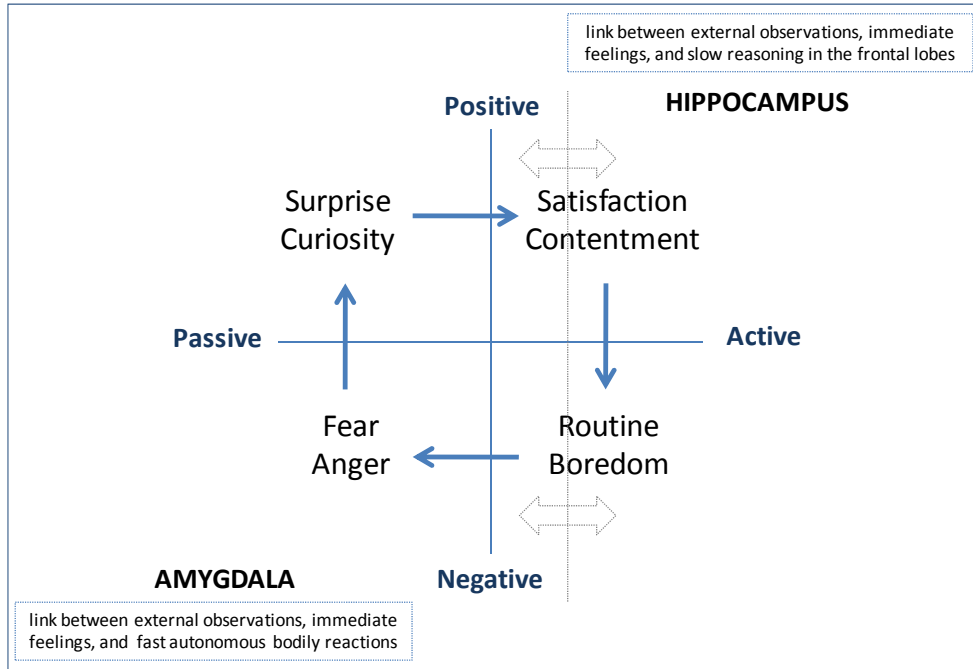 link between external observations, immediate
feelings, and slow reasoning in the frontal lobes
HIPPOCAMPUS
Positive
Surprise
Curiosity
Satisfaction
Contentment
Passive
Active
Fear
Anger
Routine
Boredom
AMYGDALA
Negative
link between external observations, immediate
feelings, and  fast autonomous bodily reactions